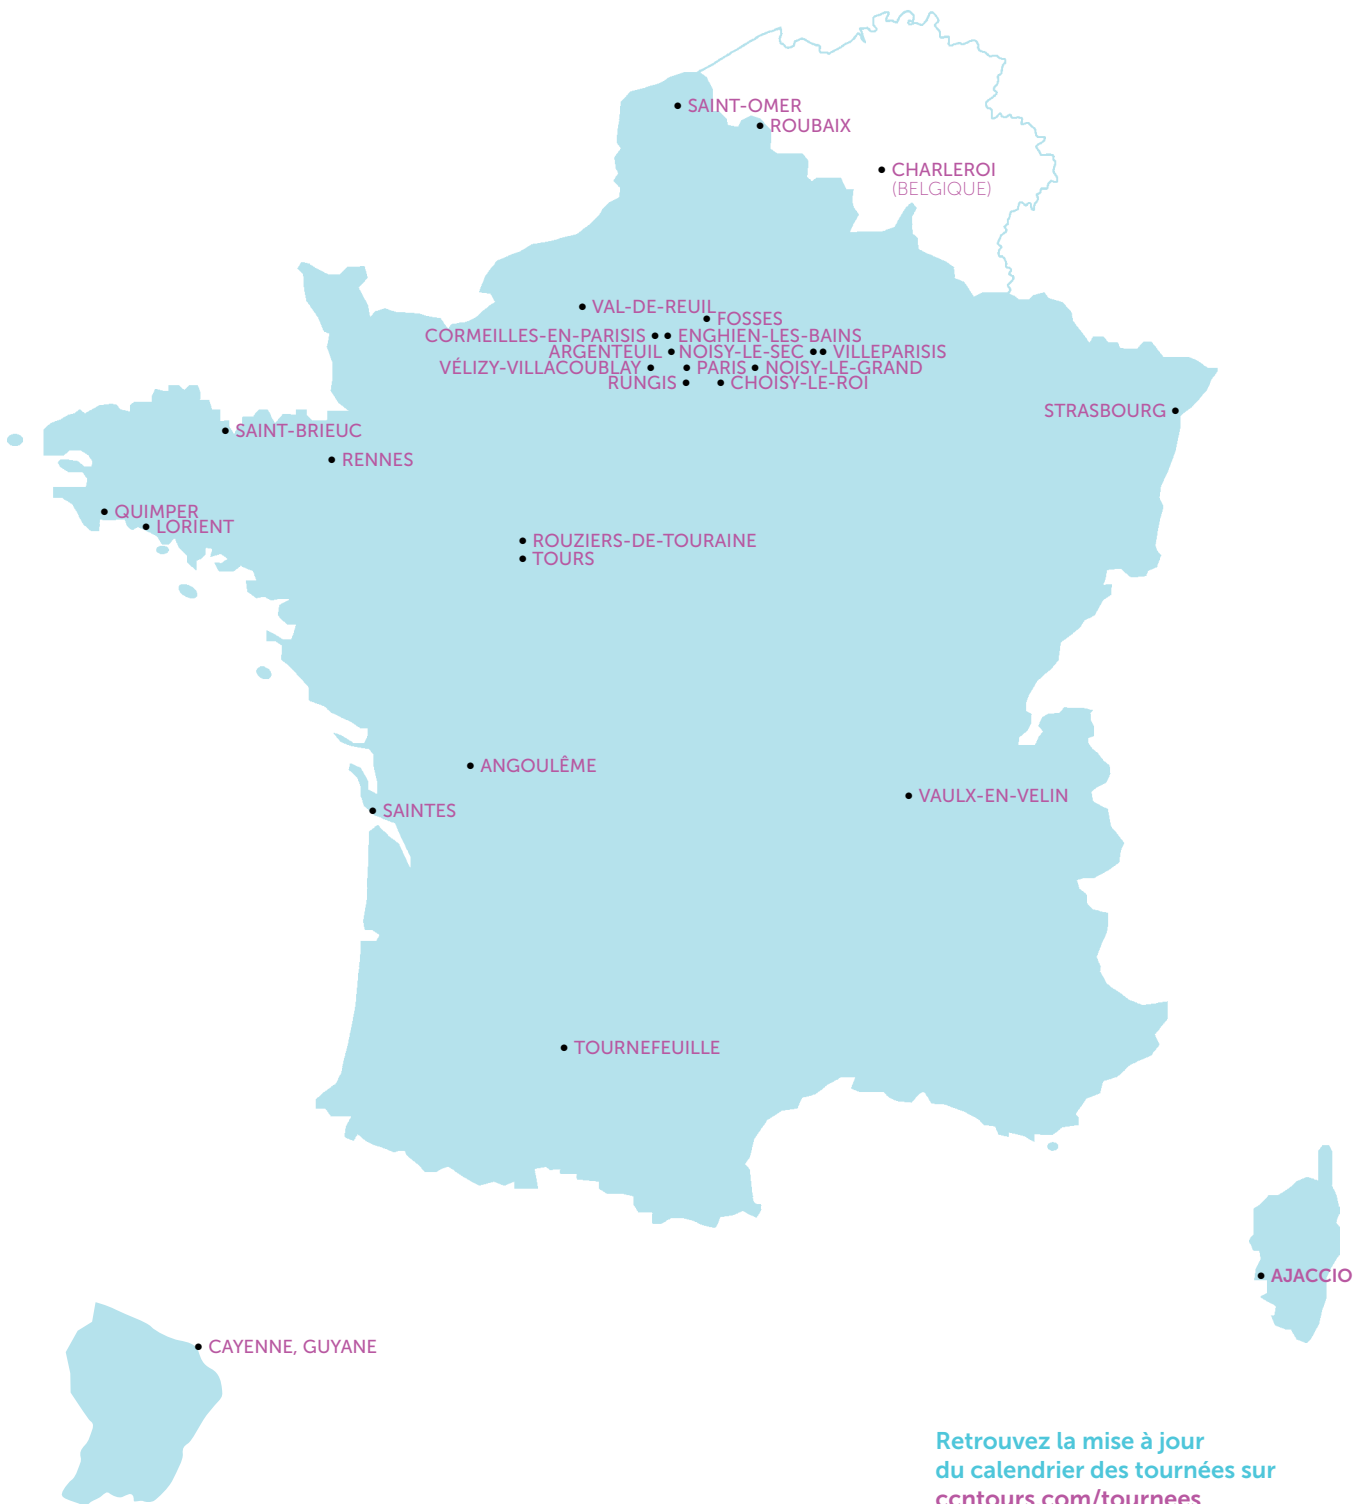 SAINT-OMER
ROUBAIX
CHARLEROI
(BELGIQUE)
VAL-DE-REUIL
FOSSES
CORMEILLES-EN-PARISIS
ENGHIEN-LES-BAINS
ARGENTEUIL
NOISY-LE-SEC
VILLEPARISIS
VÉLIZY-VILLACOUBLAY
PARIS
NOISY-LE-GRAND
RUNGIS
CHOISY-LE-ROI
STRASBOURG
SAINT-BRIEUC
RENNES
QUIMPER
LORIENT
ROUZIERS-DE-TOURAINE
TOURS
ANGOULÊME
VAULX-EN-VELIN
SAINTES
TOURNEFEUILLE
AJACCIO
CAYENNE, GUYANE
Retrouvez la mise à jour
du calendrier des tournées sur
ccntours.com/tournees